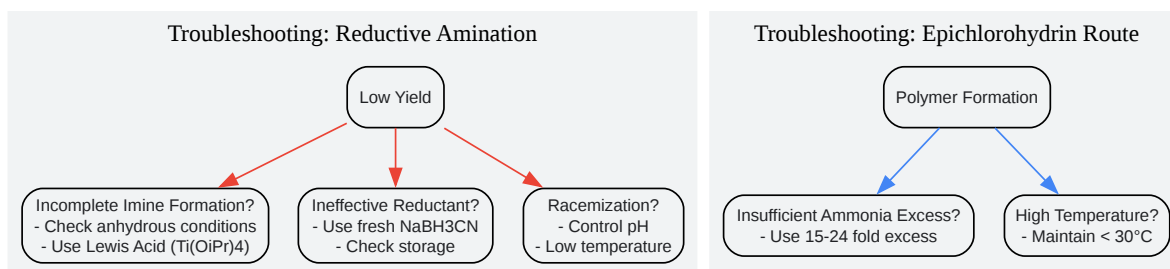 Troubleshooting: Reductive Amination
Low Yield
Incomplete Imine Formation?
- Check anhydrous conditions
- Use Lewis Acid (Ti(OiPr)4)
Ineffective Reductant?
- Use fresh NaBH3CN
- Check storage
Racemization?
- Control pH
- Low temperature
Troubleshooting: Epichlorohydrin Route
Polymer Formation
Insufficient Ammonia Excess?
- Use 15-24 fold excess
High Temperature?
- Maintain < 30°C